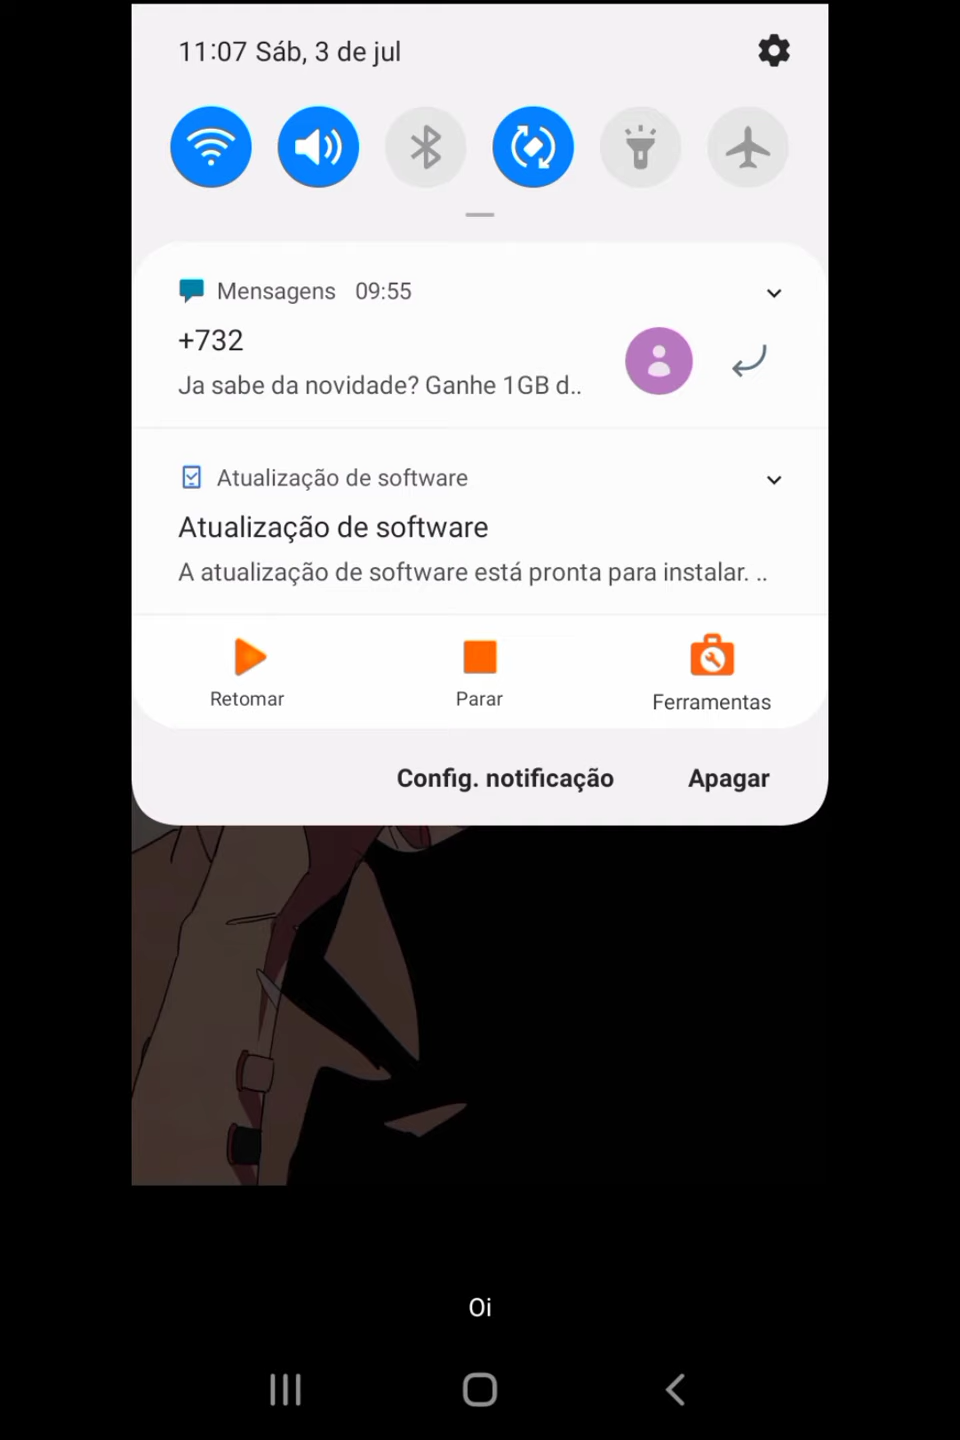 11:07 Sáb, 3 de jul
Mensagens 09:55
+732
Ja sabe da novidade? Ganhe 1GB d..
Atualização de software
Atualização de software
A atualização de software está pronta para instalar. ..
Retomar Parar Ferramentas
Config. notificação Apagar
Oi